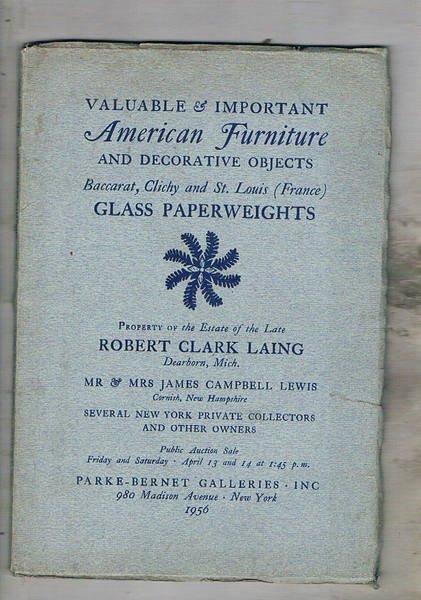 VALUABLE & IMPORTANT
American Furniture
AND DECORATIVE OBJECTS
Baccarat, Clichy and St. Louis (France)
GLASS PAPERWEIGHTS
PROPERTY of the Estate of the Late
ROBERT CLARK LAING
Dearborn, Mich.
MR & MRS JAMES CAMPBELL LEWIS
Cornish, New Hampshire
SEVERAL NEW YORK PRIVATE COLLECTORS
AND OTHER OWNERS
Public Auction Sale
Friday and Saturday · April 13 and 14 at 1:45 p.m.
PARKE-BERNET GALLERIES · INC
980 Madison Avenue · New York
1956